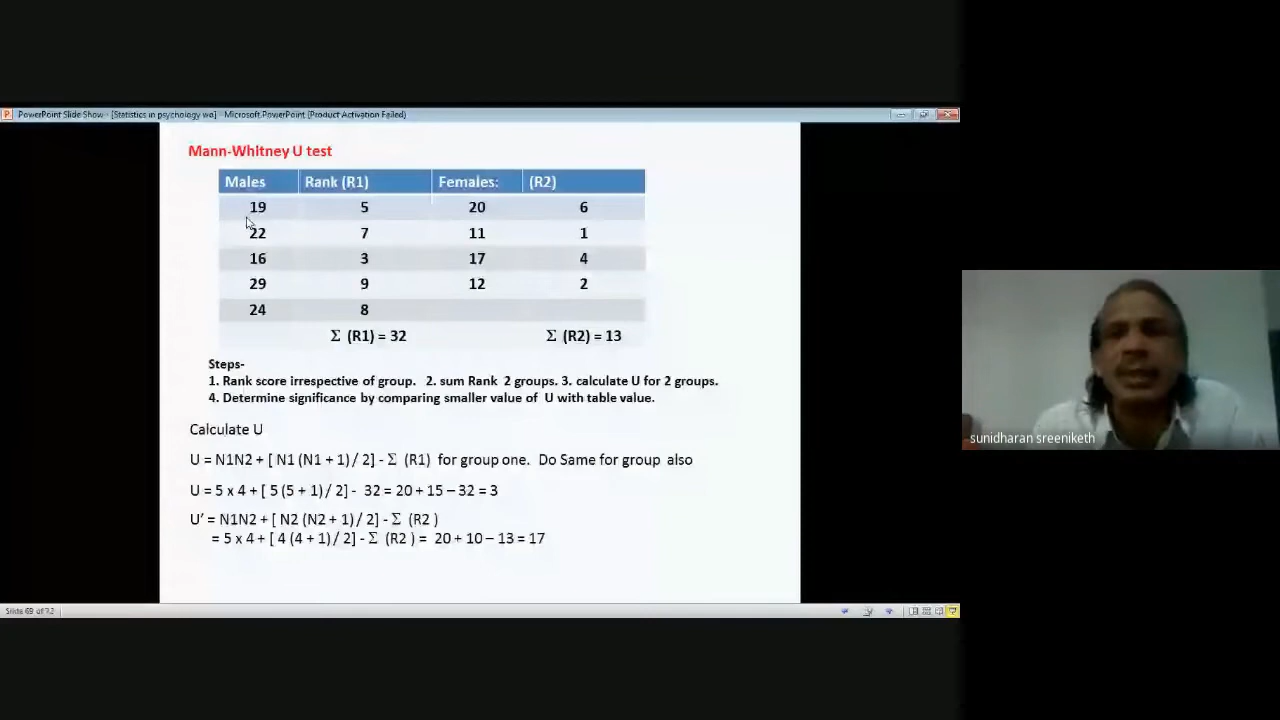 PowerPoint Slide Show - [Statistics in psychology wa] - Microsoft PowerPoint (Product Activation Failed)
Mann-Whitney U test
Males Rank (R1) Females: (R2)
19 5 20 6
22 7 11 1
16 3 17 4
29 9 12 2
24 8
Σ (R1) = 32 Σ (R2) = 13
Steps-
1. Rank score irrespective of group. 2. sum Rank 2 groups. 3. calculate U for 2 groups.
4. Determine significance by comparing smaller value of U with table value.
Calculate U
U = N1N2 + [ N1 (N1 + 1) / 2] - Σ (R1) for group one. Do Same for group also
U = 5 x 4 + [ 5 (5 + 1) / 2] - 32 = 20 + 15 – 32 = 3
U’ = N1N2 + [ N2 (N2 + 1) / 2] - Σ (R2 )
= 5 x 4 + [ 4 (4 + 1) / 2] - Σ (R2 ) = 20 + 10 – 13 = 17
sunidharan sreeniketh
Slide 69 of 72